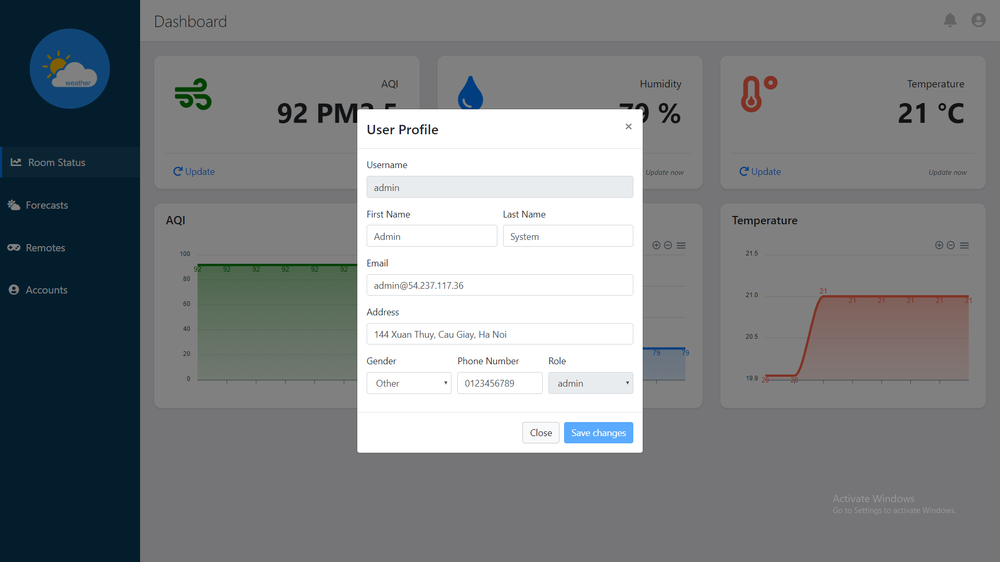 Dashboard
weather
Room Status
Forecasts
Remotes
Accounts
AQI
Update
Humidity
79 %
Update now
Temperature
21 °C
Update
Update now
AQI
100
80
60
40
20
0
92 92 92 92 92 92
79 79
Temperature
21.5
21.0
20.5
19.9
20 20 21 21 21 21 21 21
User Profile
×
Username
admin
First Name
Last Name
Admin
System
Email
admin@54.237.117.36
Address
144 Xuan Thuy, Cau Giay, Ha Noi
Gender
Phone Number
Role
Other
0123456789
admin
Close
Save changes
Activate Windows
Go to Settings to activate Windows.